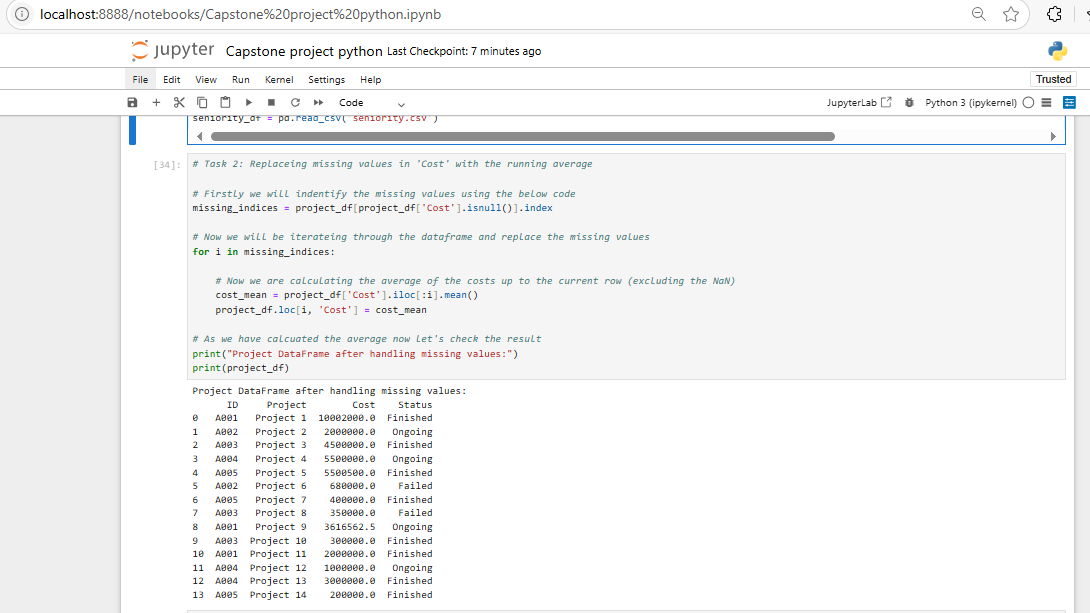 localhost:8888/notebooks/Capstone%20project%20python.ipynb
jupyter Capstone project python Last Checkpoint: 7 minutes ago
File Edit View Run Kernel Settings Help Trusted
Code JupyterLab Python 3 (ipykernel)
seniority_df = pd.read_csv('seniority.csv')
[34]: # Task 2: Replaceing missing values in 'Cost' with the running average
# Firstly we will indentify the missing values using the below code
missing_indices = project_df[project_df['Cost'].isnull()].index
# Now we will be iterateing through the dataframe and replace the missing values
for i in missing_indices:
# Now we are calculating the average of the costs up to the current row (excluding the NaN)
cost_mean = project_df['Cost'].iloc[:i].mean()
project_df.loc[i, 'Cost'] = cost_mean
# As we have calcuated the average now let's check the result
print("Project DataFrame after handling missing values:")
print(project_df)
Project DataFrame after handling missing values:
ID Project Cost Status
0 A001 Project 1 10002000.0 Finished
1 A002 Project 2 2000000.0 Ongoing
2 A003 Project 3 4500000.0 Finished
3 A004 Project 4 5500000.0 Ongoing
4 A005 Project 5 5500500.0 Finished
5 A002 Project 6 680000.0 Failed
6 A005 Project 7 400000.0 Finished
7 A003 Project 8 350000.0 Failed
8 A001 Project 9 3616562.5 Ongoing
9 A003 Project 10 300000.0 Finished
10 A001 Project 11 2000000.0 Finished
11 A004 Project 12 1000000.0 Ongoing
12 A004 Project 13 3000000.0 Finished
13 A005 Project 14 200000.0 Finished